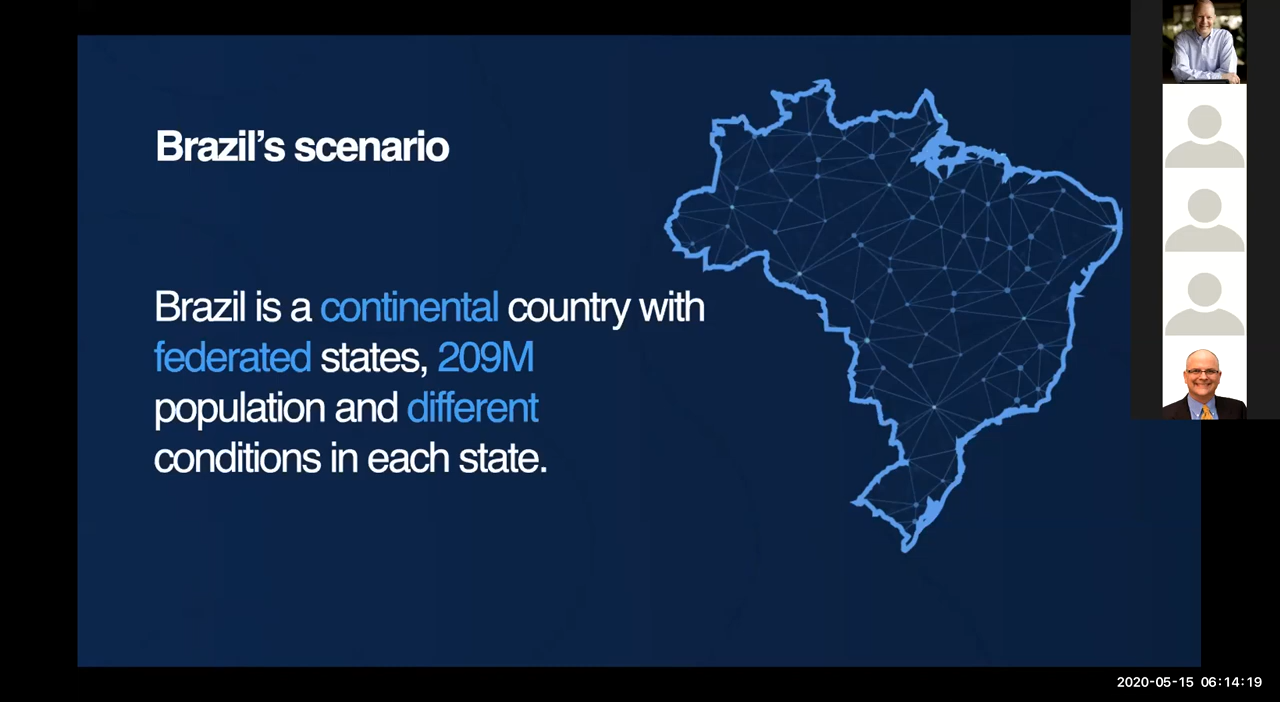 Brazil’s scenario
Brazil is a continental country with
federated states, 209M
population and different
conditions in each state.
2020-05-15 06:14:19